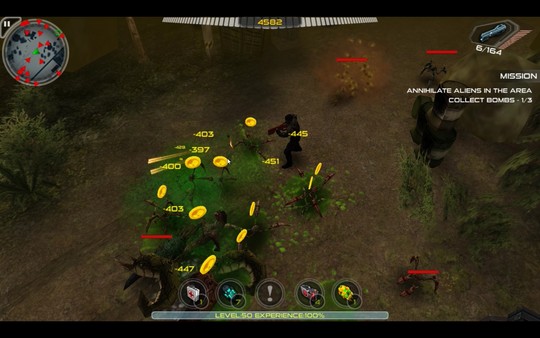 4582
6/164
MISSION
ANNIHILATE ALIENS IN THE AREA
COLLECT BOMBS - 1/3
-403
-445
-397
-451
-400
-403
-447
LEVEL:50 EXPERIENCE:100%